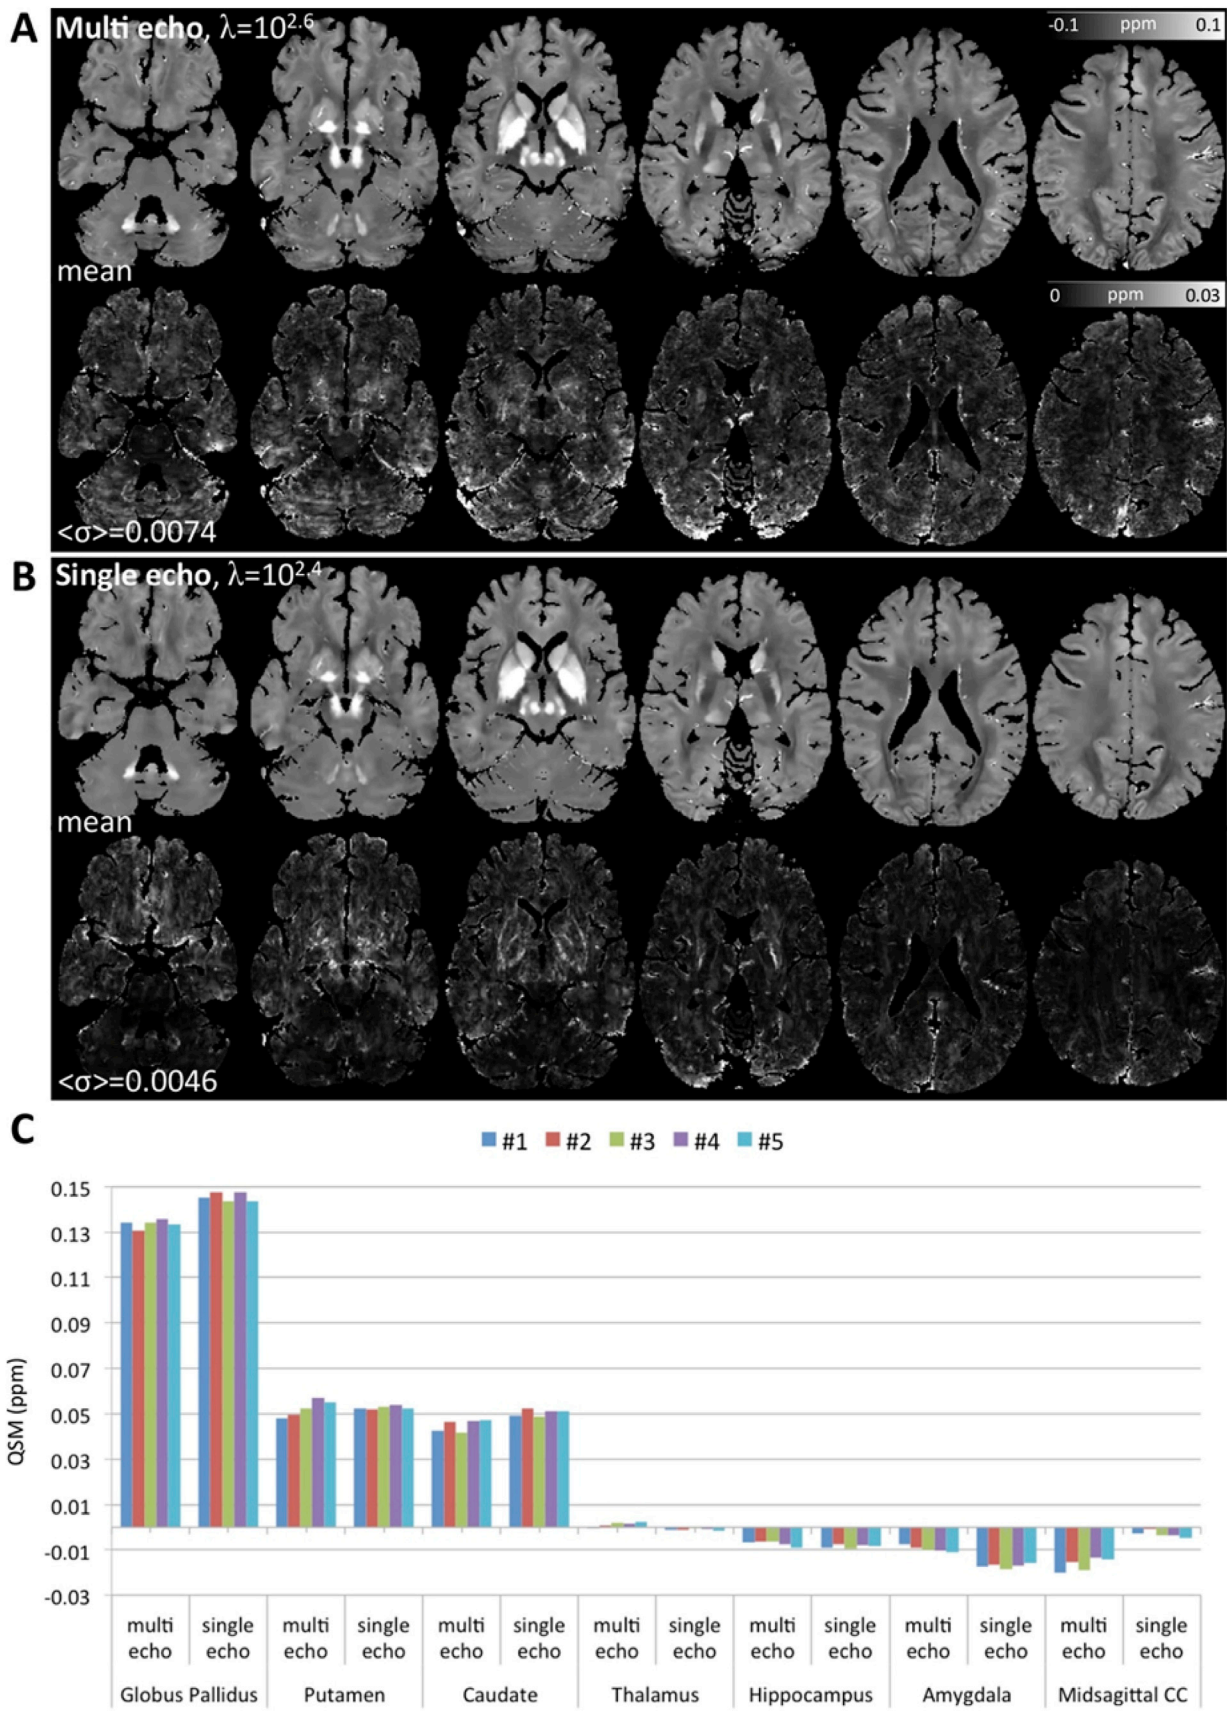 A Multi echo, λ=10^2.6
-0.1 ppm 0.1
mean
0 ppm 0.03
<σ>=0.0074
B Single echo, λ=10^2.4
mean
<σ>=0.0046
C
#1 #2 #3 #4 #5
QSM (ppm)
0.15
0.13
0.11
0.09
0.07
0.05
0.03
0.01
-0.01
-0.03
multi single multi single multi single multi single multi single multi single multi single
echo echo echo echo echo echo echo echo echo echo echo echo echo echo
Globus Pallidus Putamen Caudate Thalamus Hippocampus Amygdala Midsagittal CC